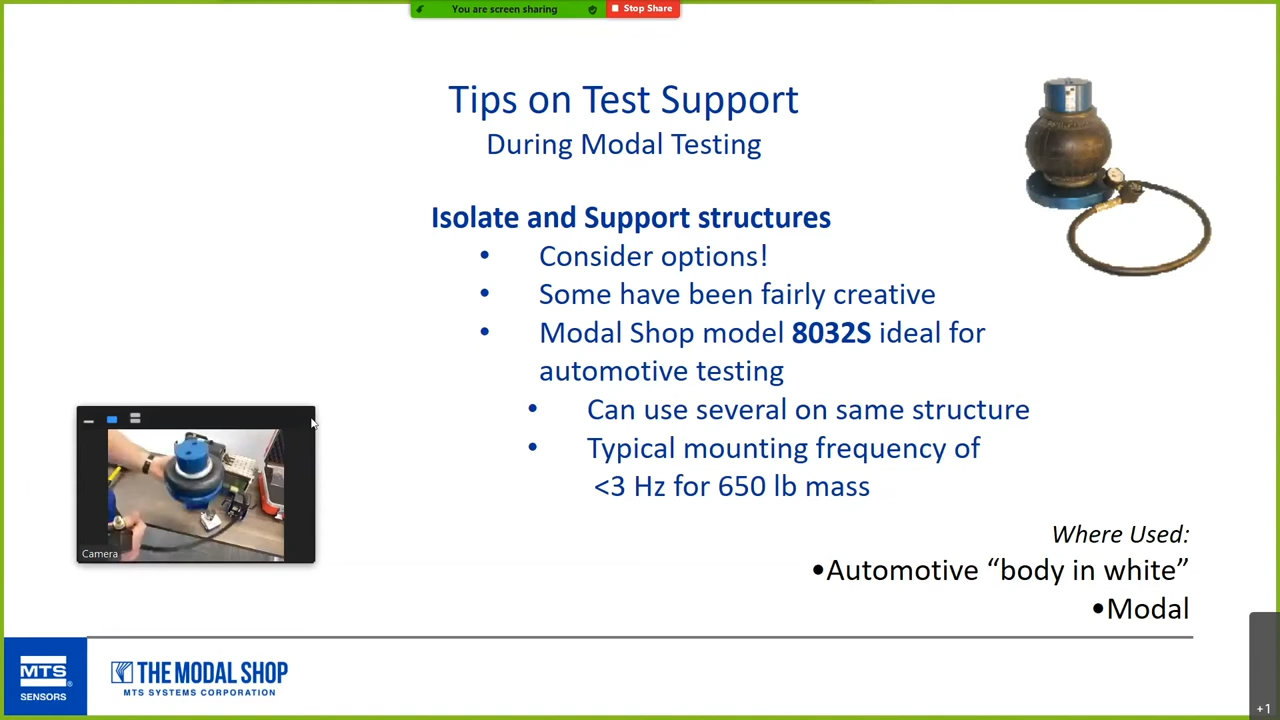 You are screen sharing
Stop Share
Tips on Test Support
During Modal Testing
Isolate and Support structures
• Consider options!
• Some have been fairly creative
• Modal Shop model 8032S ideal for
automotive testing
• Can use several on same structure
• Typical mounting frequency of
<3 Hz for 650 lb mass
Camera
Where Used:
•Automotive “body in white”
•Modal
MTS®
SENSORS
THE MODAL SHOP
MTS SYSTEMS CORPORATION
+1